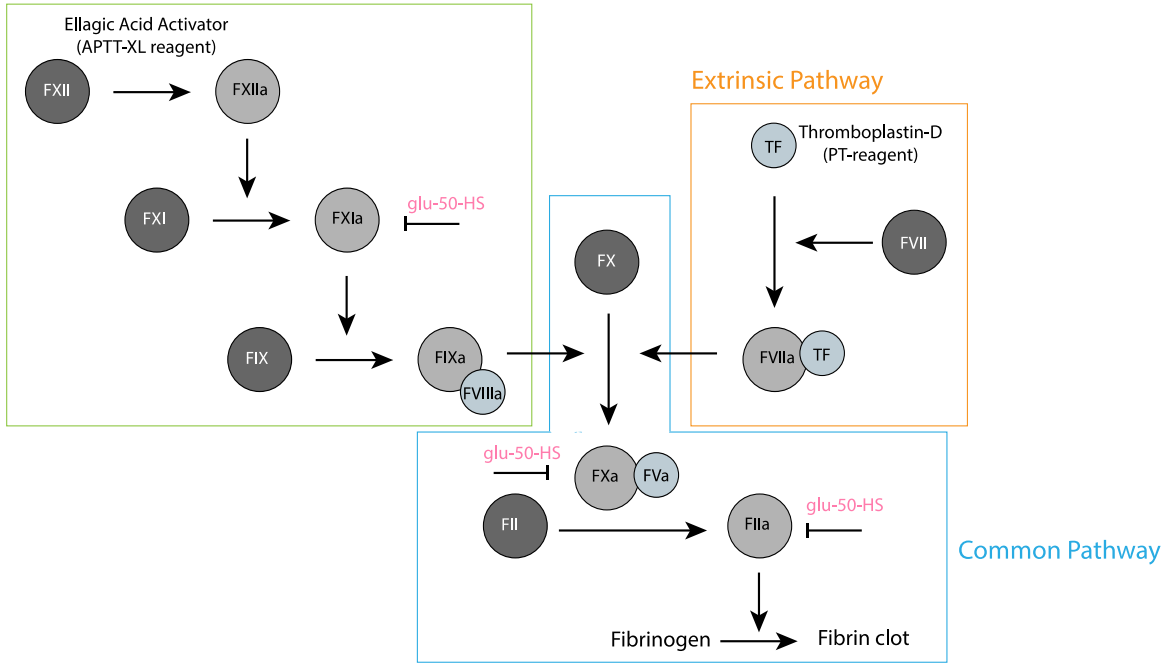 Ellagic Acid Activator
(APTT-XL reagent)
FXII
FXIIa
FXI
FXIa
glu-50-HS
FIX
FIXa
FVIIIa
Extrinsic Pathway
TF
Thromboplastin-D
(PT-reagent)
FVII
FVIIa
TF
FX
glu-50-HS
FXa
FVa
FII
FIIa
glu-50-HS
Common Pathway
Fibrinogen
Fibrin clot